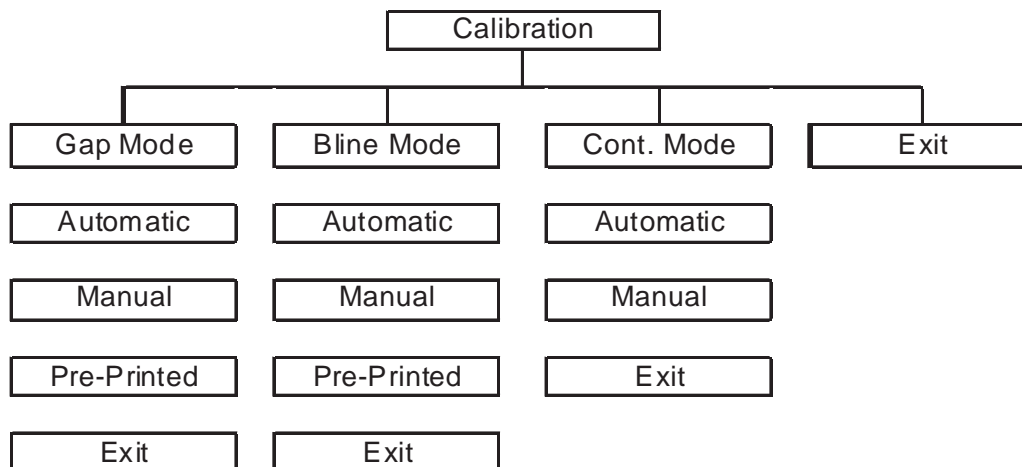 Calibration
Gap Mode
Bline Mode
Cont. Mode
Exit
Automatic
Automatic
Automatic
Manual
Manual
Manual
Pre-Printed
Pre-Printed
Exit
Exit
Exit